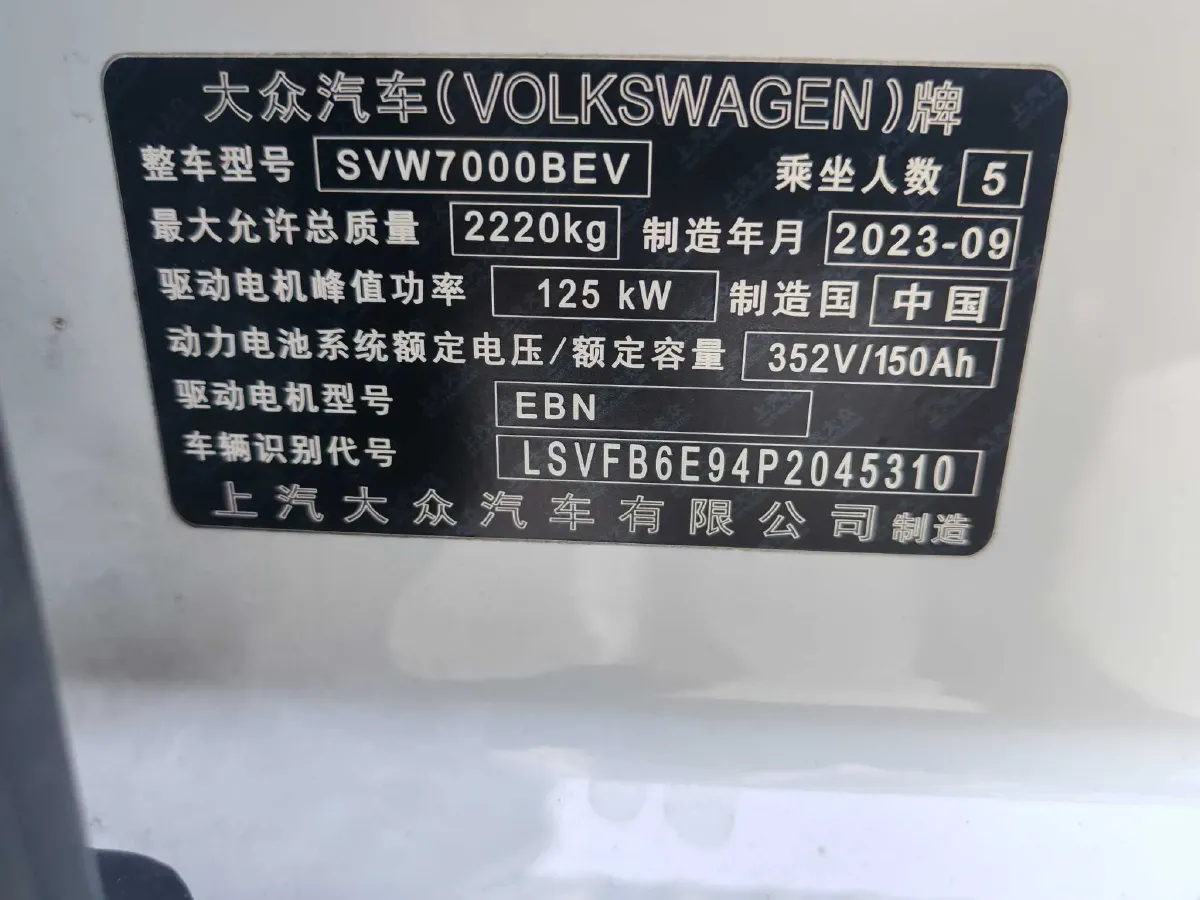 大众汽车(VOLKSWAGEN)牌
整车型号 SVW7000BEV 乘坐人数 5
最大允许总质量 2220kg 制造年月 2023-09
驱动电机峰值功率 125 kW 制造国 中国
动力电池系统额定电压/额定容量 352V/150Ah
驱动电机型号 EBN
车辆识别代号 LSVFB6E94P2045310
上汽大众汽车有限公司 制造